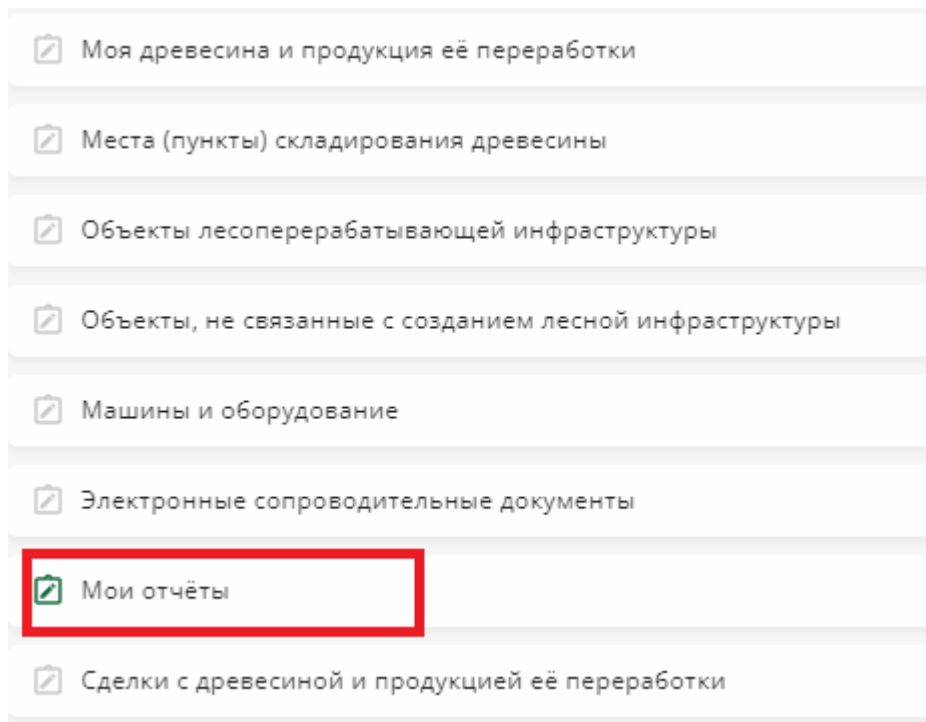 Моя древесина и продукция её переработки
Места (пункты) складирования древесины
Объекты лесоперерабатывающей инфраструктуры
Объекты, не связанные с созданием лесной инфраструктуры
Машины и оборудование
Электронные сопроводительные документы
Мои отчёты
Сделки с древесиной и продукцией её переработки